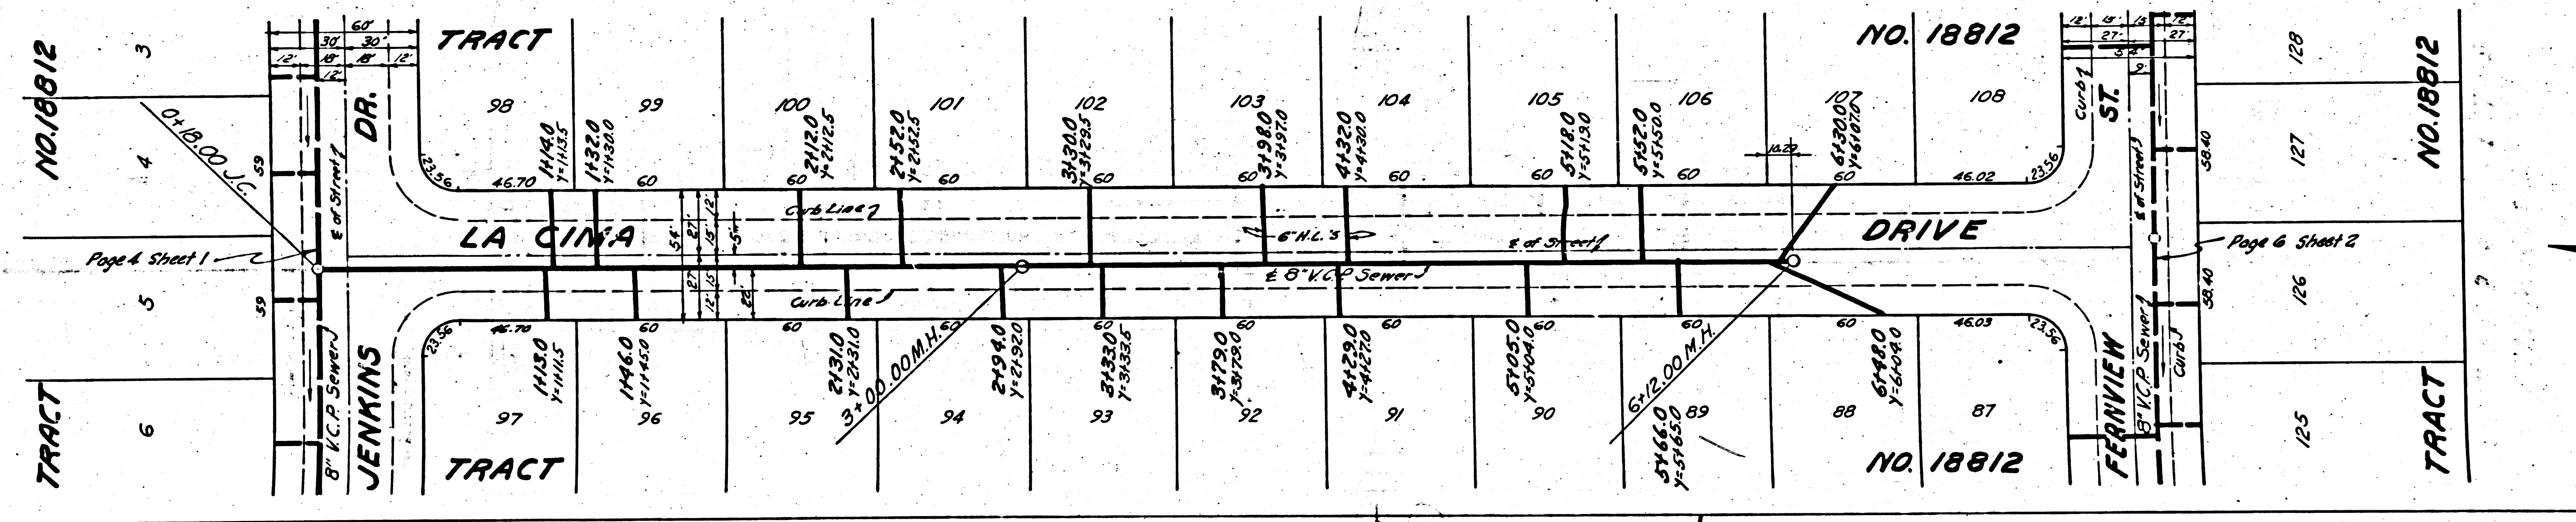 NO. 18812
TRACT
3
4
5
6
59
59
60'
30' 30'
12' 18' 18' 12'
12'
0+18.00 J.C.
Page 4 Sheet 1
8" V.C.P. Sewer
℄ of Street
JENKINS DR.
TRACT NO. 18812
98 99 100 101 102 103 104 105 106 107 108
1+14.0
y=1+13.5
1+32.0
y=1+30.0
2+12.0
y=2+12.5
2+52.0
y=2+52.5
3+30.0
y=3+29.5
3+98.0
y=3+97.0
4+32.0
y=4+30.0
5+18.0
y=5+19.0
5+52.0
y=5+50.0
6+30.0
y=6+07.0
10.29
23.56 46.70 60 60 60 60 60 60 60 60 60 46.02 23.56
Curb Line
LA CIMA DRIVE
54'
27' 27'
12' 15' 15' 12'
5'
22'
6" H.L.'s
℄ of Street
℄ 8" V.C.P. Sewer
Curb Line
23.56 46.70 60 60 60 60 60 60 60 60 60 46.03 23.56
1+13.0
y=1+11.5
1+46.0
y=1+45.0
2+31.0
y=2+31.0
3+00.00 M.H.
2+94.0
y=2+92.0
3+33.0
y=3+33.5
3+79.0
y=3+79.0
4+29.0
y=4+27.0
5+05.0
y=5+04.0
6+12.00 M.H.
5+66.0
y=5+65.0
6+48.0
y=6+04.0
97 96 95 94 93 92 91 90 89 88 87
TRACT NO. 18812
12' 15' 15' 12'
27' 27'
54'
9'
Curb
FERNVIEW ST.
℄ of Street
8" V.C.P. Sewer
Curb
58.40
58.40
Page 6 Sheet 2
128
127
126
125
NO. 18812
TRACT